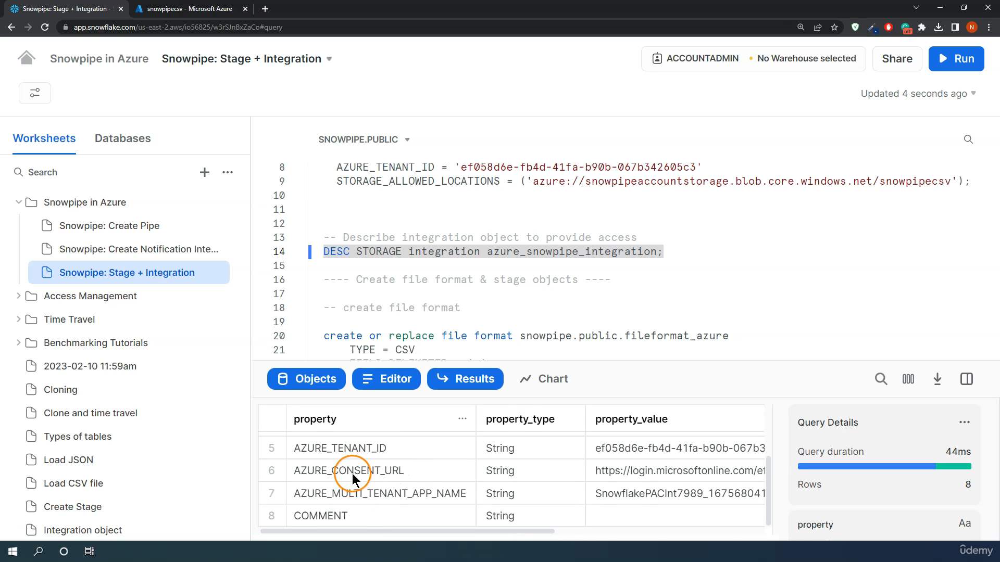 Snowpipe: Stage + Integration -
snowpipecsv - Microsoft Azure
app.snowflake.com/us-east-2.aws/io56825/w3rSJnBxZaCo#query
off
N
Snowpipe in Azure
Snowpipe: Stage + Integration
ACCOUNTADMIN
No Warehouse selected
Share
Run
Updated 4 seconds ago
Worksheets
Databases
Search
Snowpipe in Azure
Snowpipe: Create Pipe
Snowpipe: Create Notification Inte...
Snowpipe: Stage + Integration
Access Management
Time Travel
Benchmarking Tutorials
2023-02-10 11:59am
Cloning
Clone and time travel
Types of tables
Load JSON
Load CSV file
Create Stage
Integration object
SNOWPIPE.PUBLIC
8 AZURE_TENANT_ID = 'ef058d6e-fb4d-41fa-b90b-067b342605c3'
9 STORAGE_ALLOWED_LOCATIONS = ('azure://snowpipeaccountstorage.blob.core.windows.net/snowpipecsv');
10
11
12
13 -- Describe integration object to provide access
14 DESC STORAGE integration azure_snowpipe_integration;
15
16 ---- Create file format & stage objects ----
17
18 -- create file format
19
20 create or replace file format snowpipe.public.fileformat_azure
21 TYPE = CSV
Objects
Editor
Results
Chart
property property_type property_value
5 AZURE_TENANT_ID String ef058d6e-fb4d-41fa-b90b-067b3
6 AZURE_CONSENT_URL String https://login.microsoftonline.com/ef
7 AZURE_MULTI_TENANT_APP_NAME String SnowflakePACInt7989_167568041
8 COMMENT String
Query Details
Query duration 44ms
Rows 8
property Aa
ûdemy